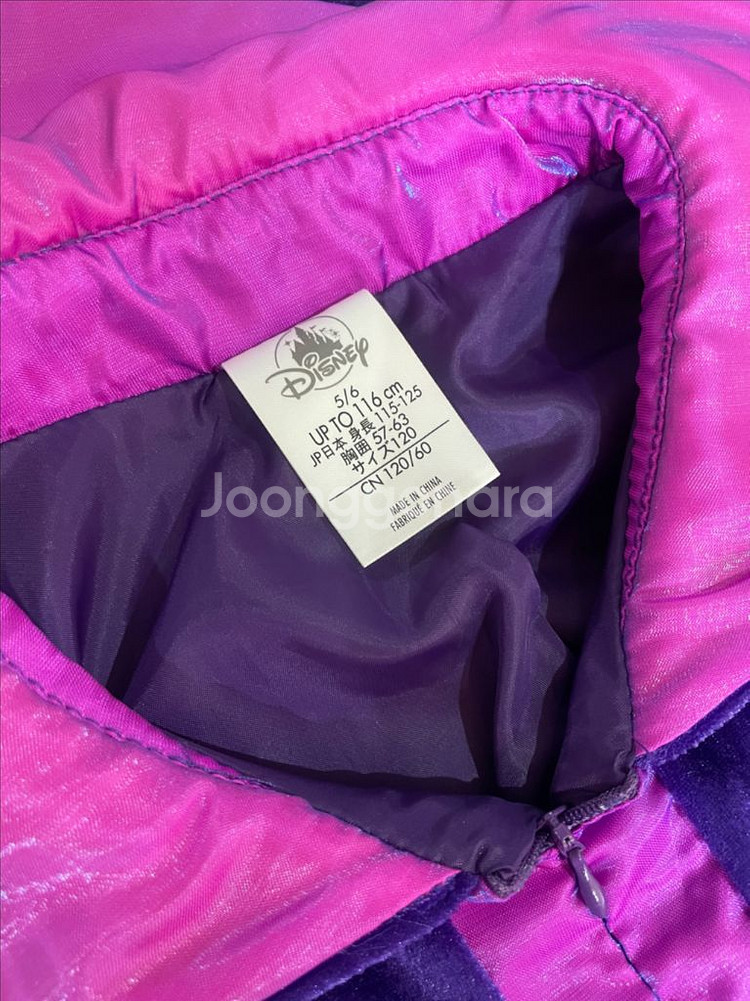 Disney
5/6
UP TO 116 cm
JP日本 身長 115-125
胸囲 57-63
サイズ120
CN 120/60
MADE IN CHINA
FABRIQUÉ EN CHINE
Joonggonara